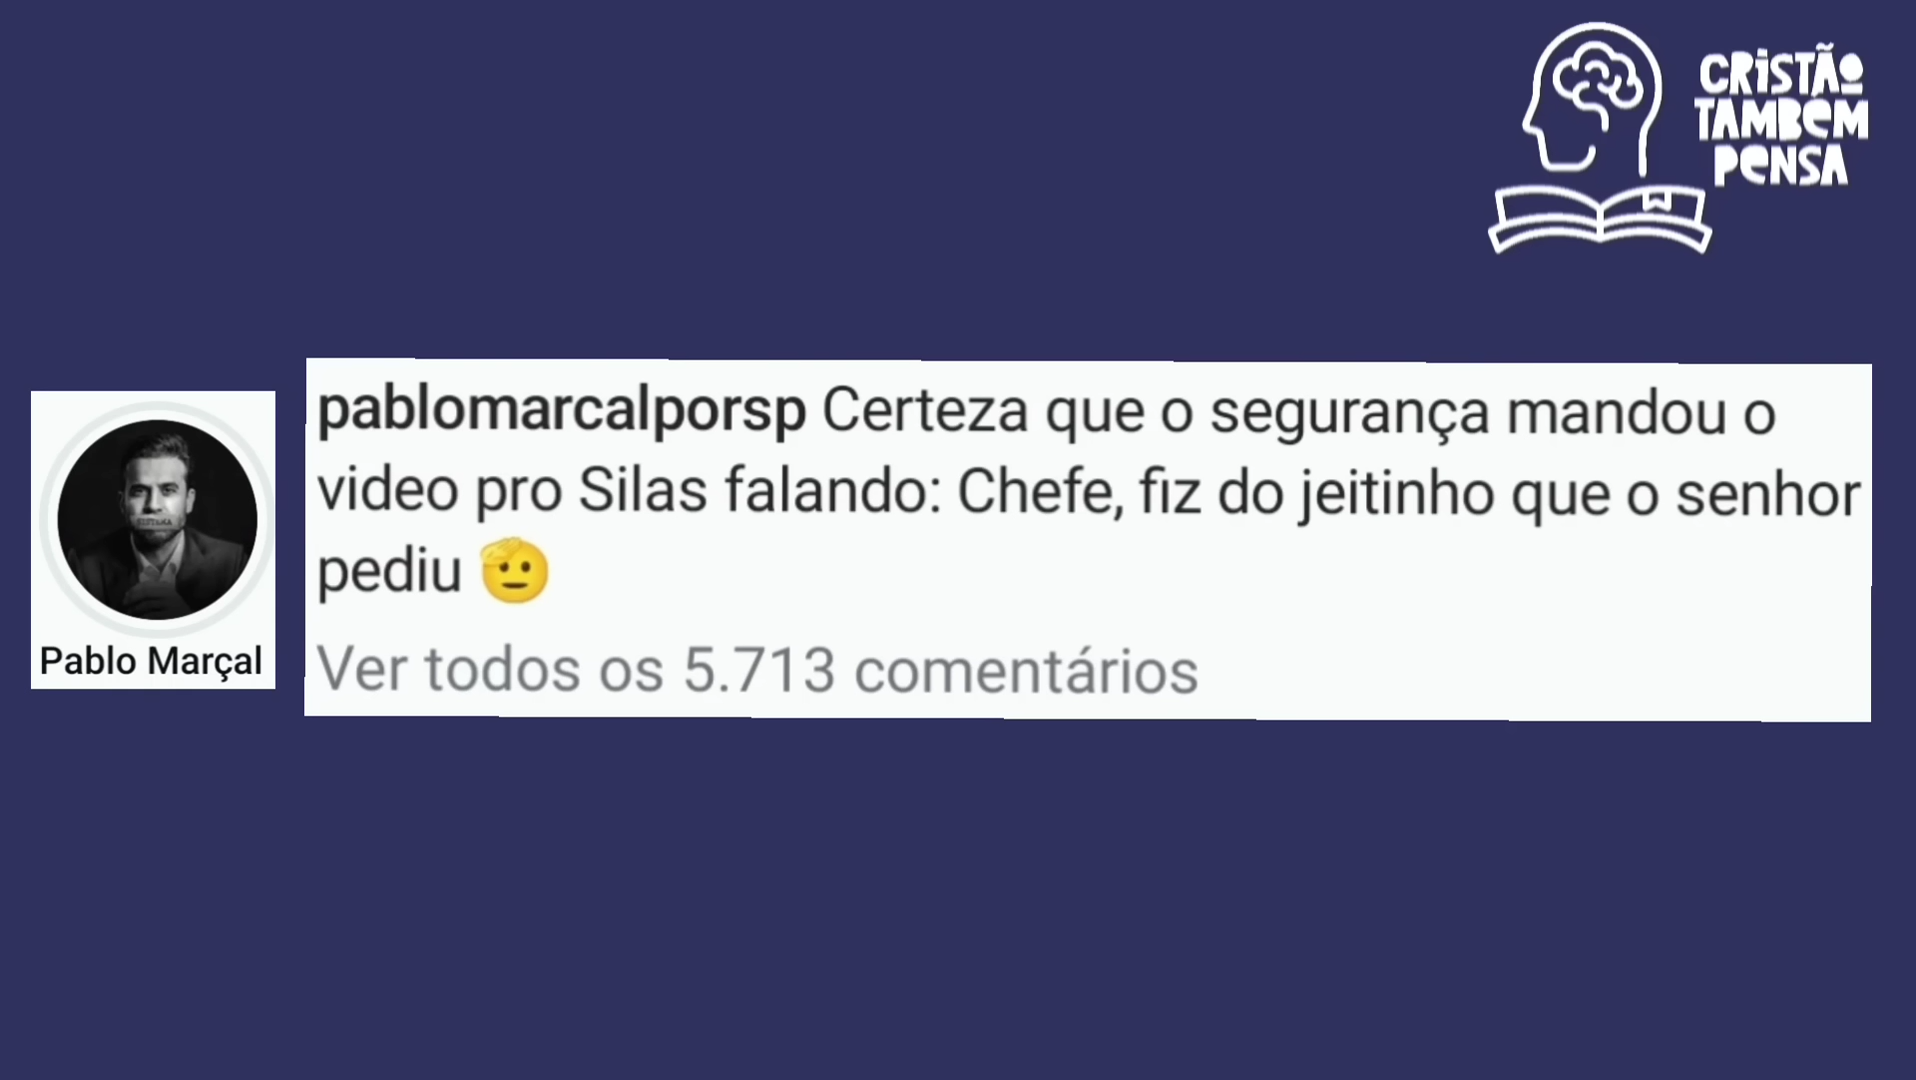 CRISTÃO
TAMBÉM
PENSA
pablomarcalporsp Certeza que o segurança mandou o
video pro Silas falando: Chefe, fiz do jeitinho que o senhor
pediu 🫡
Ver todos os 5.713 comentários
SISTEMA
Pablo Marçal